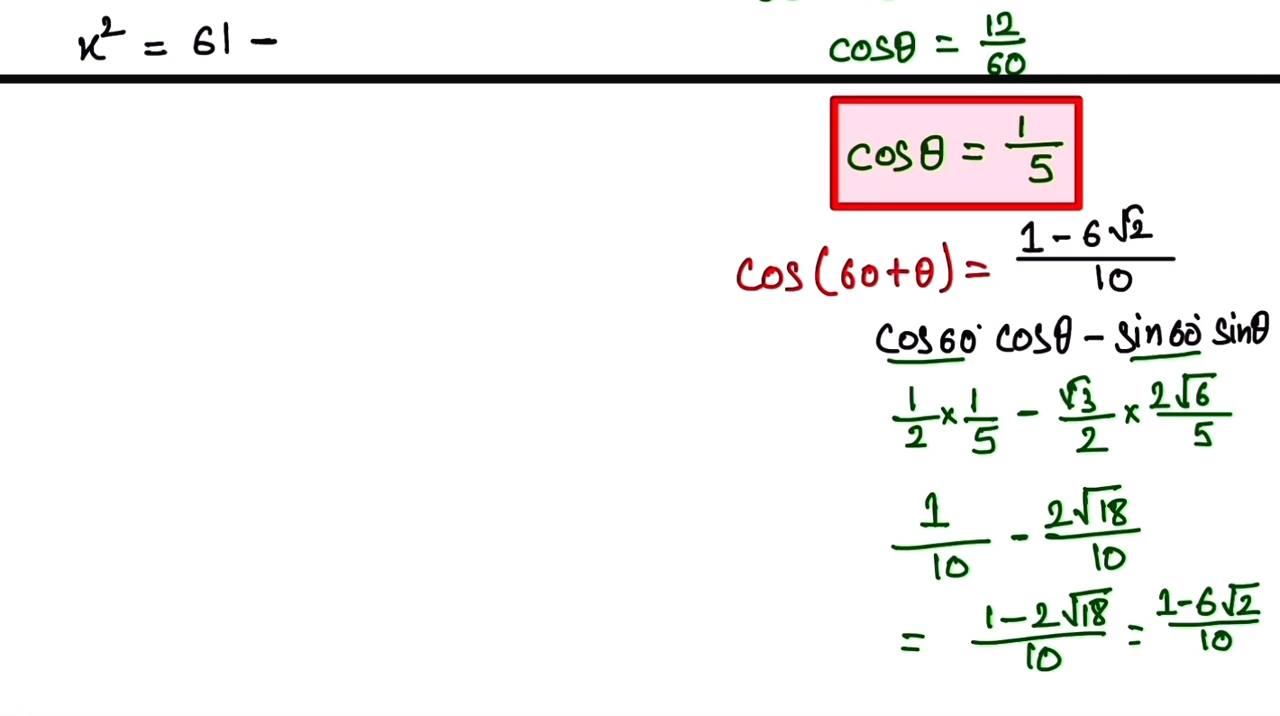 x² = 61 −
cosθ = 12/60
cosθ = 1/5
cos(60+θ) = (1 − 6√2)/10
cos60° cosθ − sin60° sinθ
1/2 × 1/5 − √3/2 × 2√6/5
1/10 − 2√18/10
= (1 − 2√18)/10 = (1 − 6√2)/10